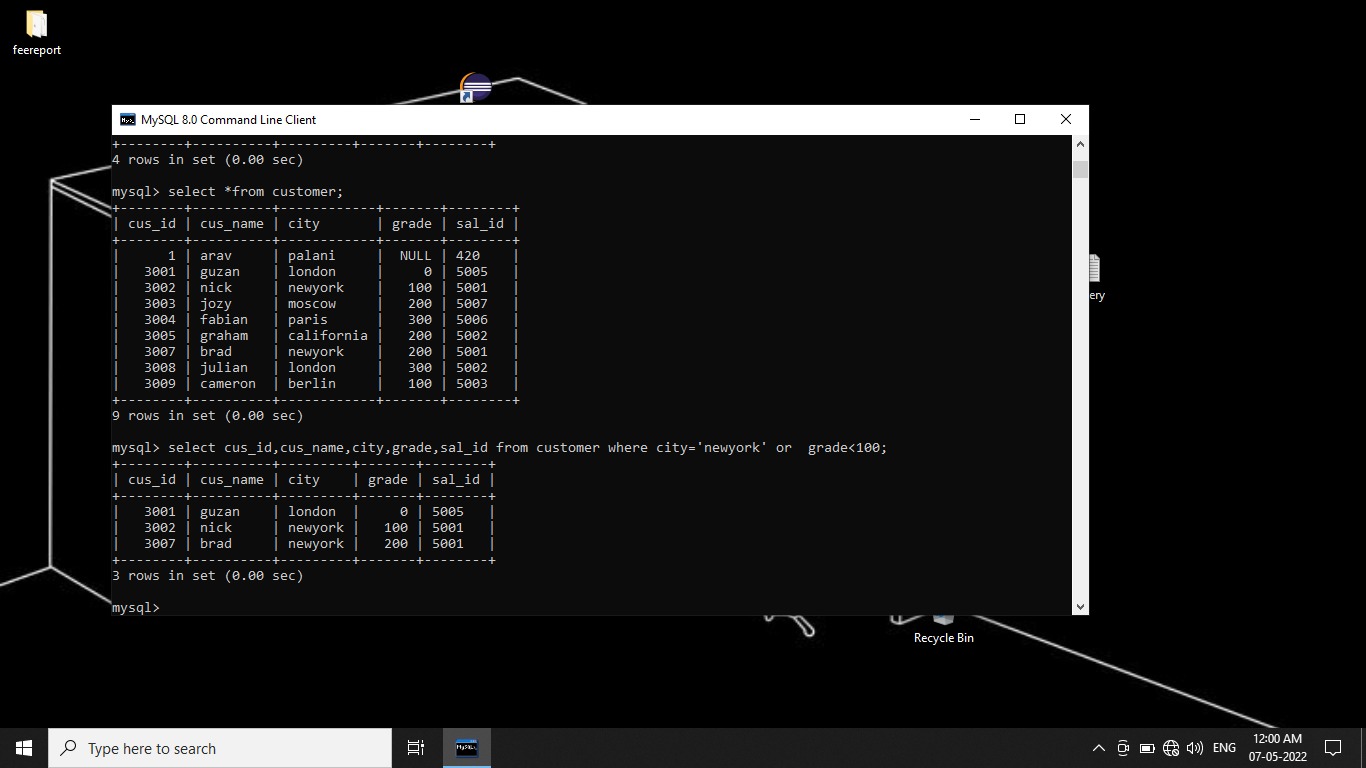 feereport
MySQL 8.0 Command Line Client
+--------+----------+---------+-------+--------+
4 rows in set (0.00 sec)
mysql> select *from customer;
+--------+----------+------------+-------+--------+
| cus_id | cus_name | city       | grade | sal_id |
+--------+----------+------------+-------+--------+
|      1 | arav     | palani     |  NULL | 420    |
|   3001 | guzan    | london     |     0 | 5005   |
|   3002 | nick     | newyork    |   100 | 5001   |
|   3003 | jozy     | moscow     |   200 | 5007   |
|   3004 | fabian   | paris      |   300 | 5006   |
|   3005 | graham   | california |   200 | 5002   |
|   3007 | brad     | newyork    |   200 | 5001   |
|   3008 | julian   | london     |   300 | 5002   |
|   3009 | cameron  | berlin     |   100 | 5003   |
+--------+----------+------------+-------+--------+
9 rows in set (0.00 sec)
mysql> select cus_id,cus_name,city,grade,sal_id from customer where city='newyork' or  grade<100;
+--------+----------+---------+-------+--------+
| cus_id | cus_name | city    | grade | sal_id |
+--------+----------+---------+-------+--------+
|   3001 | guzan    | london  |     0 | 5005   |
|   3002 | nick     | newyork |   100 | 5001   |
|   3007 | brad     | newyork |   200 | 5001   |
+--------+----------+---------+-------+--------+
3 rows in set (0.00 sec)
mysql>
ery
Recycle Bin
Type here to search
ENG
12:00 AM
07-05-2022